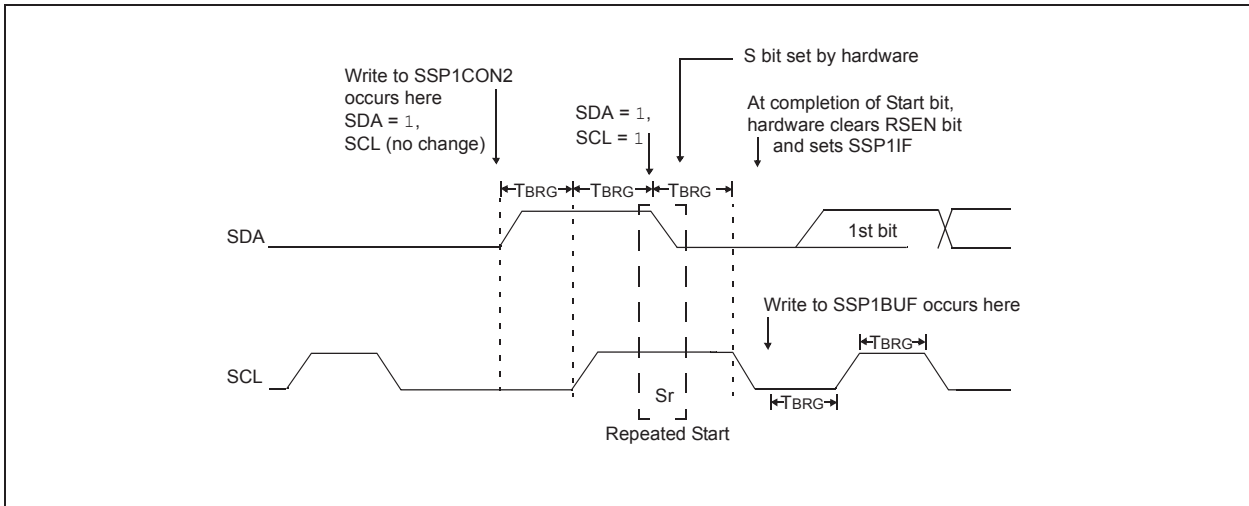 S bit set by hardware
Write to SSP1CON2
occurs here
SDA = 1,
SCL (no change)
SDA = 1,
SCL = 1
At completion of Start bit,
hardware clears RSEN bit
and sets SSP1IF
TBRG TBRG TBRG
SDA
1st bit
Write to SSP1BUF occurs here
TBRG
SCL
Sr
TBRG
Repeated Start